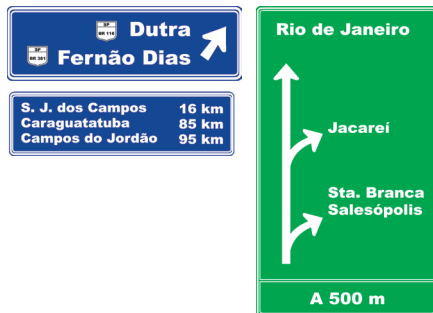 SP
BR 116
Dutra
SP
BR 381
Fernão Dias
S. J. dos Campos 16 km
Caraguatatuba 85 km
Campos do Jordão 95 km
Rio de Janeiro
Jacareí
Sta. Branca
Salesópolis
A 500 m